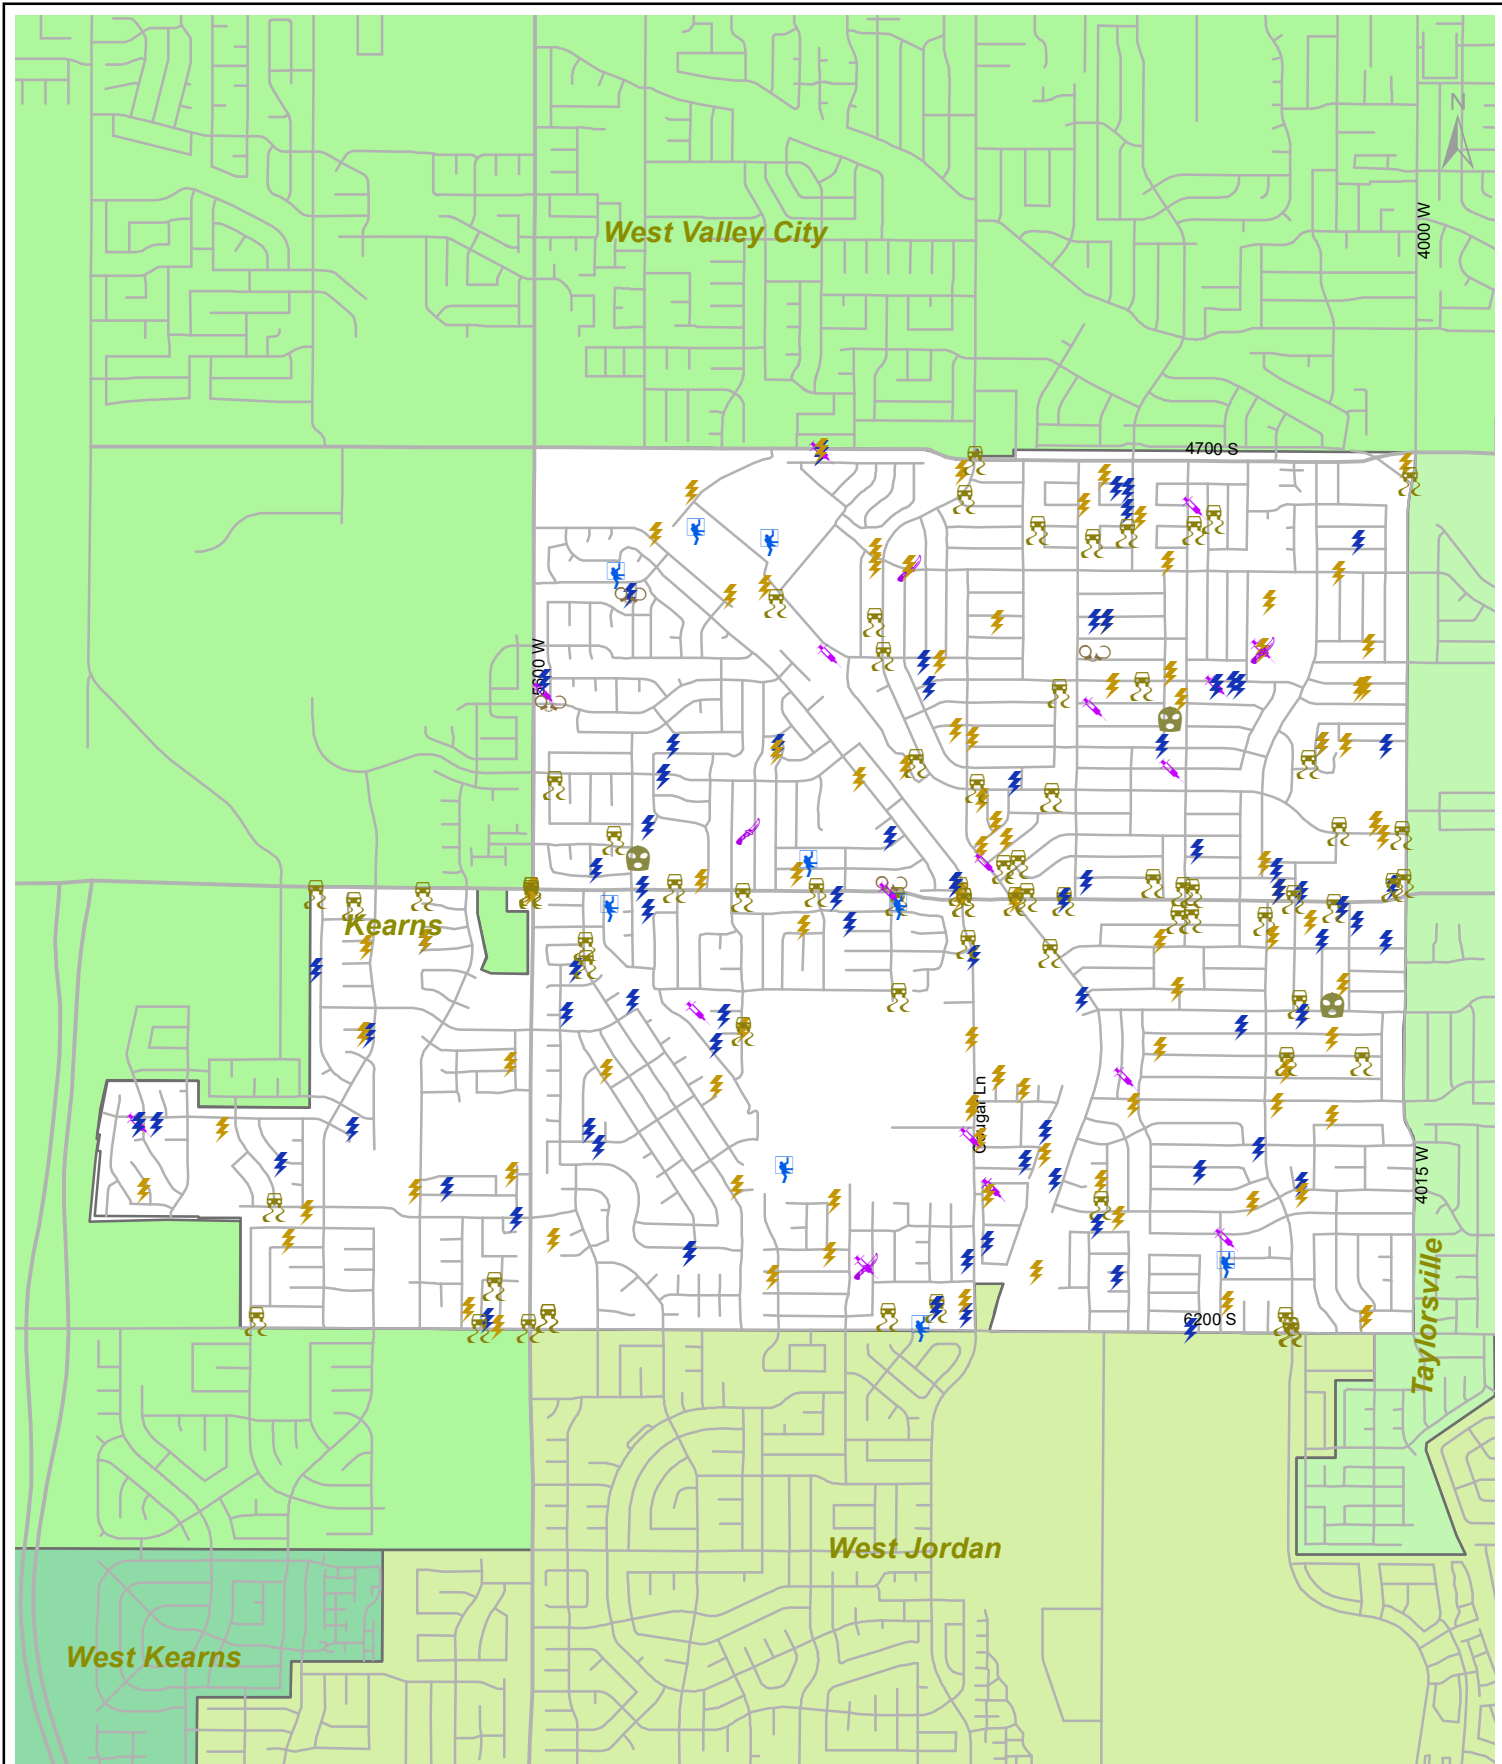 N
4000 W
West Valley City
4700 S
5600 W
Kearns
Cougar Ln
4015 W
Taylorsville
6200 S
West Jordan
West Kearns